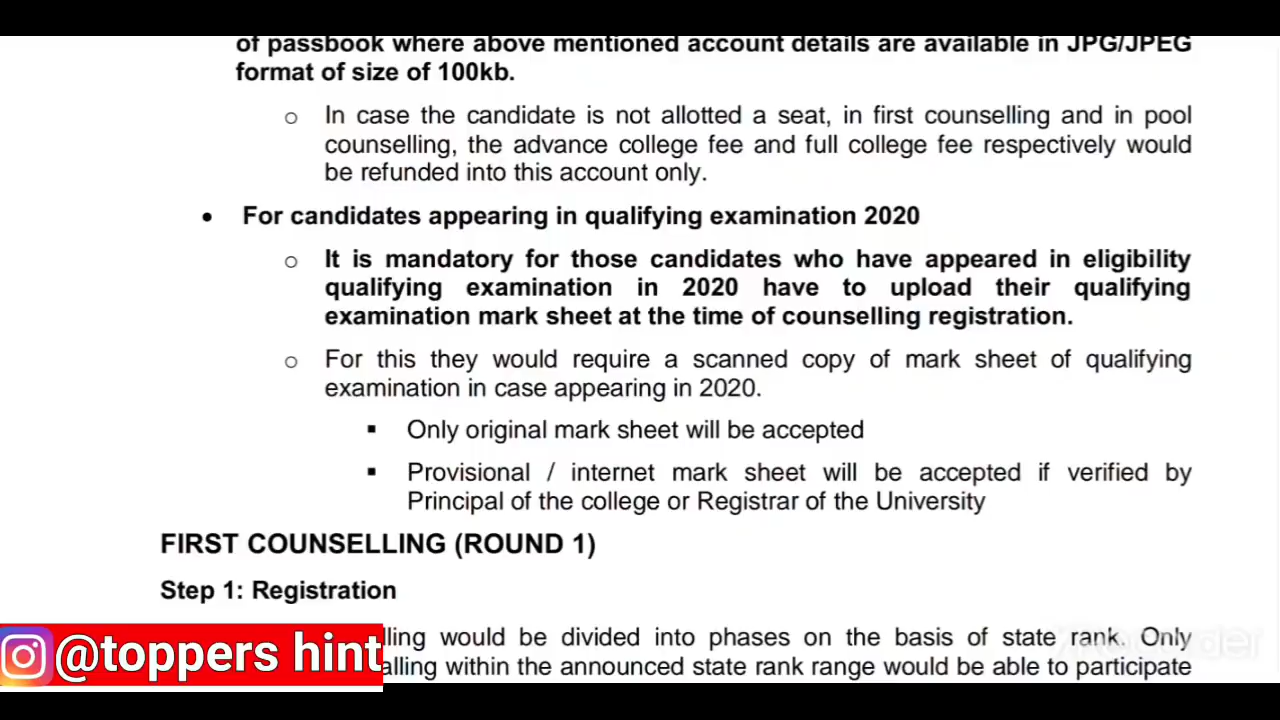 of passbook where above mentioned account details are available in JPG/JPEG
format of size of 100kb.
o In case the candidate is not allotted a seat, in first counselling and in pool
counselling, the advance college fee and full college fee respectively would
be refunded into this account only.
• For candidates appearing in qualifying examination 2020
o It is mandatory for those candidates who have appeared in eligibility
qualifying examination in 2020 have to upload their qualifying
examination mark sheet at the time of counselling registration.
o For this they would require a scanned copy of mark sheet of qualifying
examination in case appearing in 2020.
▪ Only original mark sheet will be accepted
▪ Provisional / internet mark sheet will be accepted if verified by
Principal of the college or Registrar of the University
FIRST COUNSELLING (ROUND 1)
Step 1: Registration
lling would be divided into phases on the basis of state rank. Only
alling within the announced state rank range would be able to participate
@toppers hint